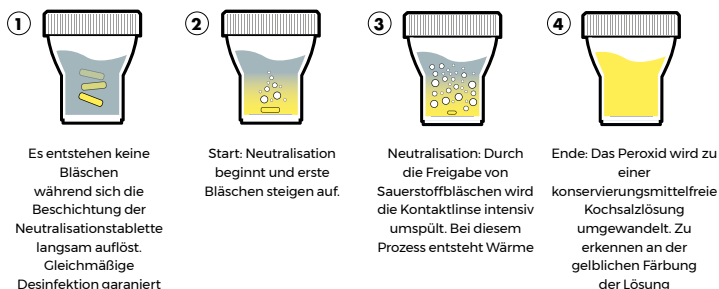 1
Es entstehen keine
Bläschen
während sich die
Beschichtung der
Neutralisationstablette
langsam auflöst.
Gleichmäßige
Desinfektion garaniert
2
Start: Neutralisation
beginnt und erste
Bläschen steigen auf.
3
Neutralisation: Durch
die Freigabe von
Sauerstoffbläschen wird
die Kontaktlinse intensiv
umspült. Bei diesem
Prozess entsteht Wärme
4
Ende: Das Peroxid wird zu
einer
konservierungsmittelfreie
Kochsalzlösung
umgewandelt. Zu
erkennen an der
gelblichen Färbung
der Lösung